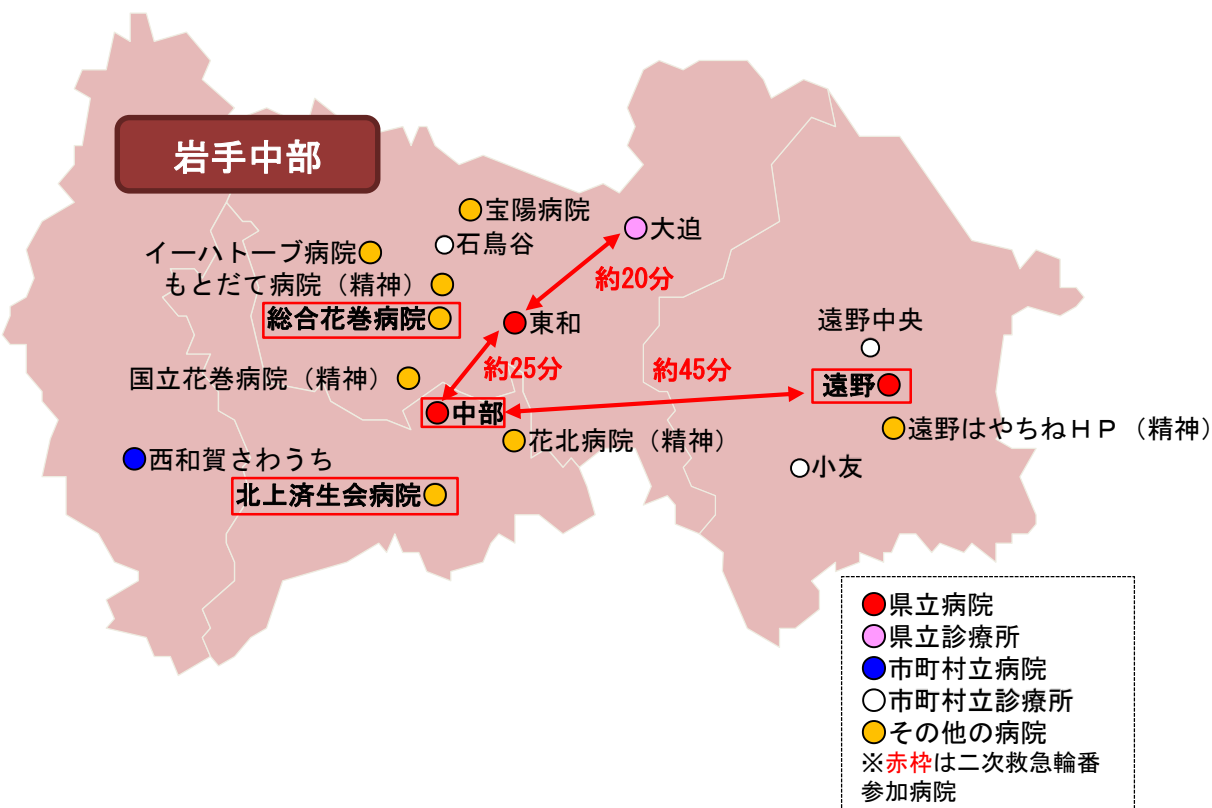 岩手中部
宝陽病院
大迫
石鳥谷
イーハトーブ病院
もとだて病院（精神）
約20分
総合花巻病院
東和
遠野中央
約25分
約45分
国立花巻病院（精神）
遠野
中部
遠野はやちねＨＰ（精神）
花北病院（精神）
西和賀さわうち
小友
北上済生会病院
県立病院
県立診療所
市町村立病院
市町村立診療所
その他の病院
※赤枠は二次救急輪番
参加病院